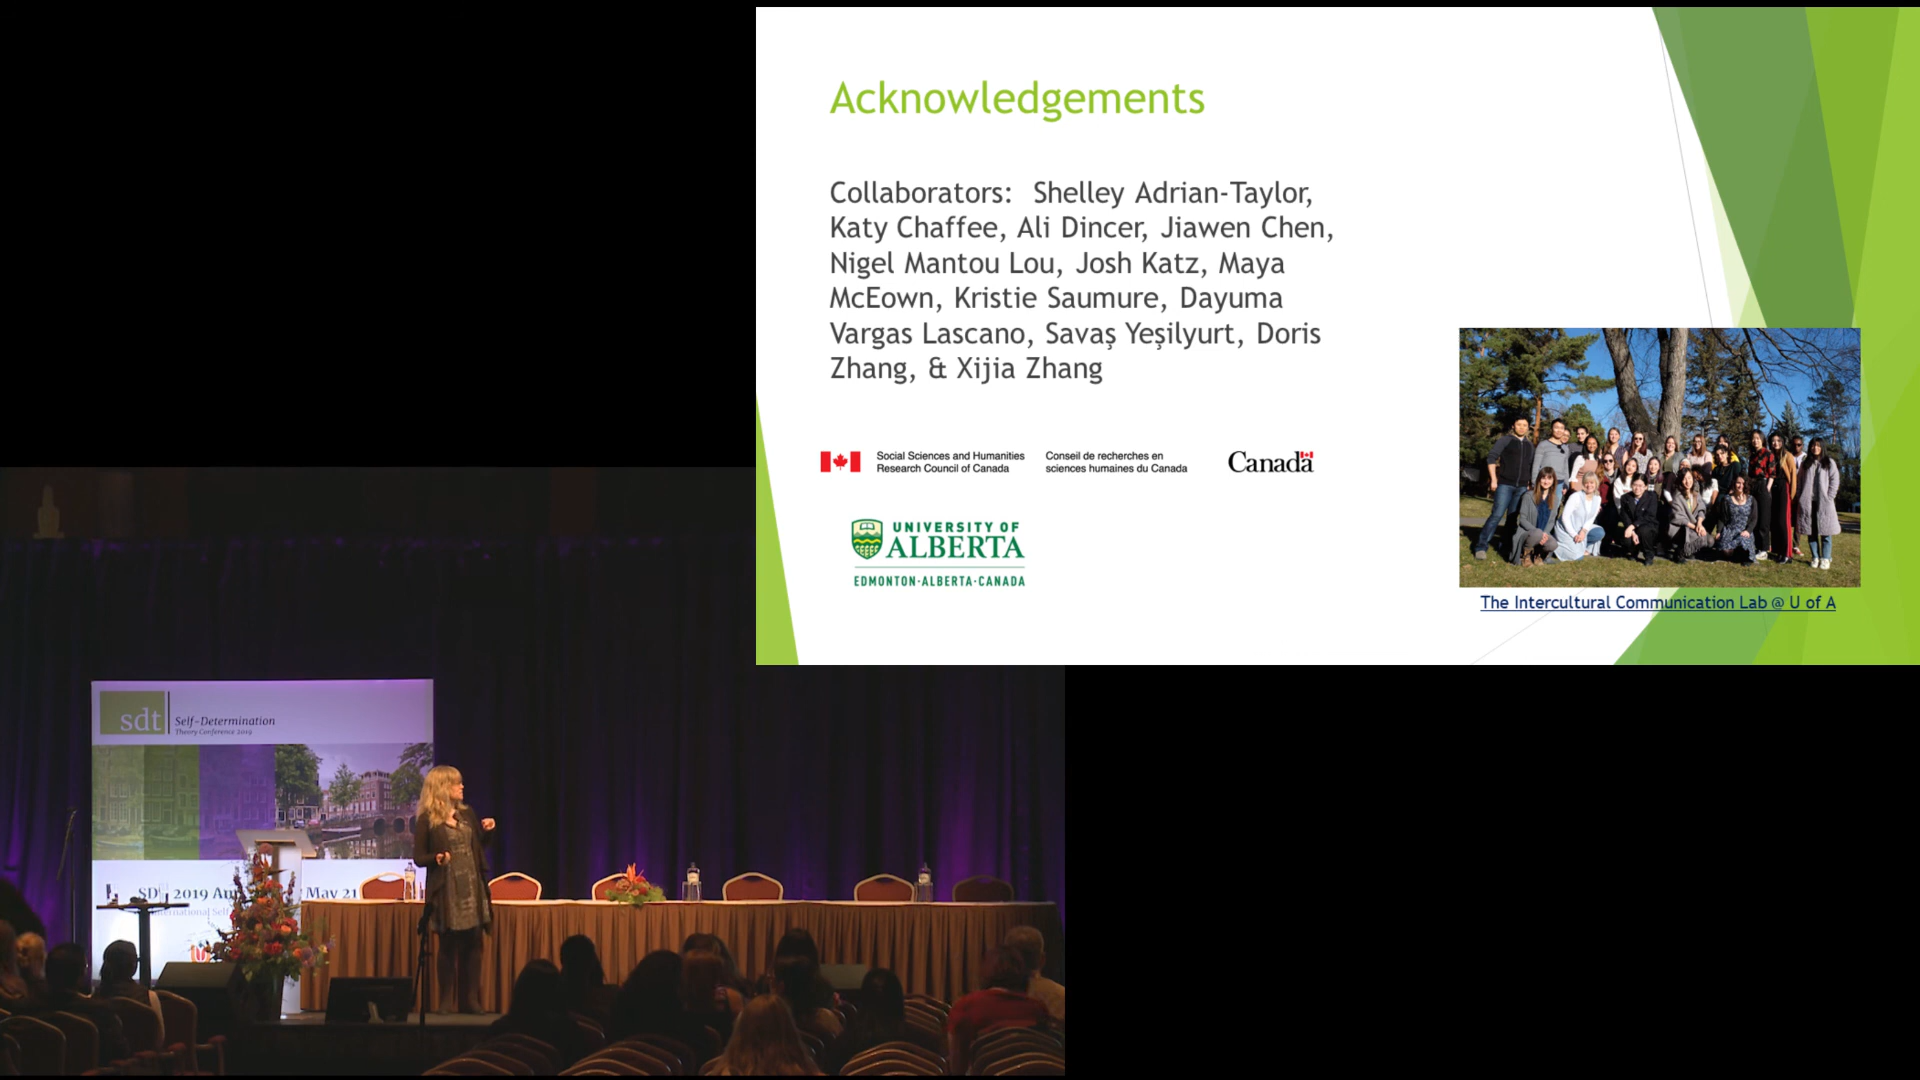 Acknowledgements
Collaborators: Shelley Adrian-Taylor,
Katy Chaffee, Ali Dincer, Jiawen Chen,
Nigel Mantou Lou, Josh Katz, Maya
McEown, Kristie Saumure, Dayuma
Vargas Lascano, Savaş Yeşilyurt, Doris
Zhang, & Xijia Zhang
Social Sciences and Humanities
Research Council of Canada
Conseil de recherches en
sciences humaines du Canada
Canada
UNIVERSITY OF
ALBERTA
EDMONTON·ALBERTA·CANADA
The Intercultural Communication Lab @ U of A
sdt
Self-Determination
Theory Conference 2019
2019 May 21